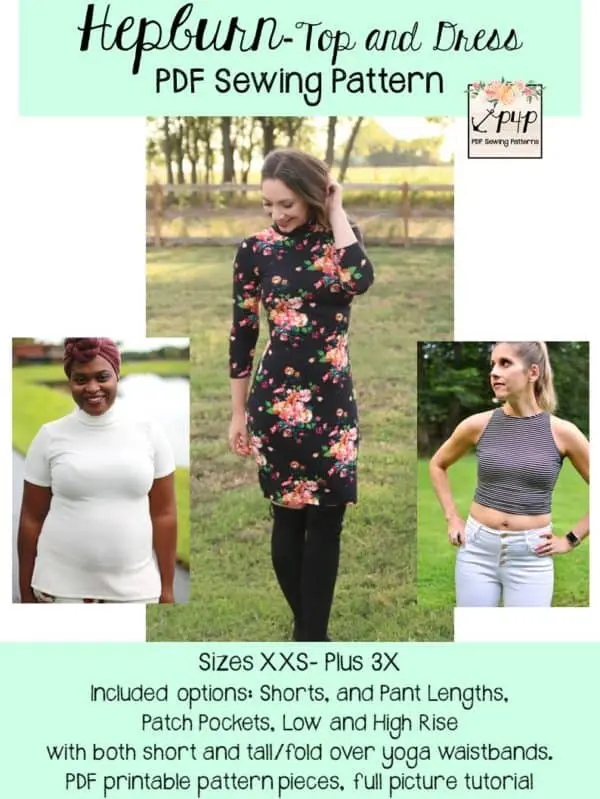 Hepburn-Top and Dress
PDF Sewing Pattern
P4P
PDF Sewing Patterns
Sizes XXS- Plus 3X
Included options: Shorts, and Pant Lengths,
Patch Pockets, Low and High Rise
with both short and tall/fold over yoga waistbands.
PDF printable pattern pieces, full picture tutorial